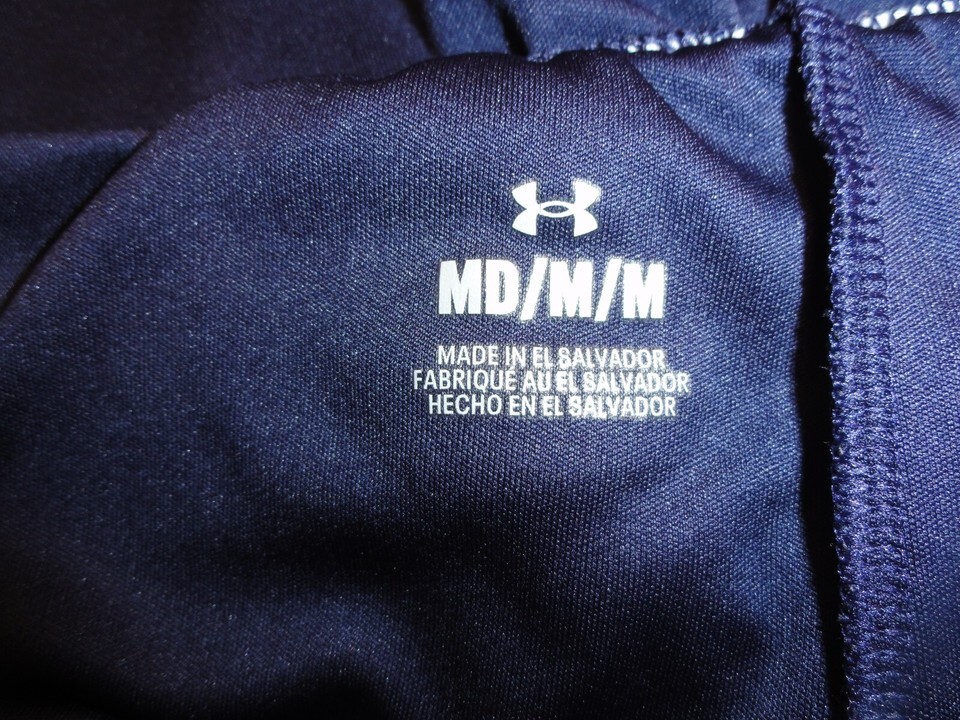 MD/M/M
MADE IN EL SALVADOR
FABRIQUÉ AU EL SALVADOR
HECHO EN EL SALVADOR